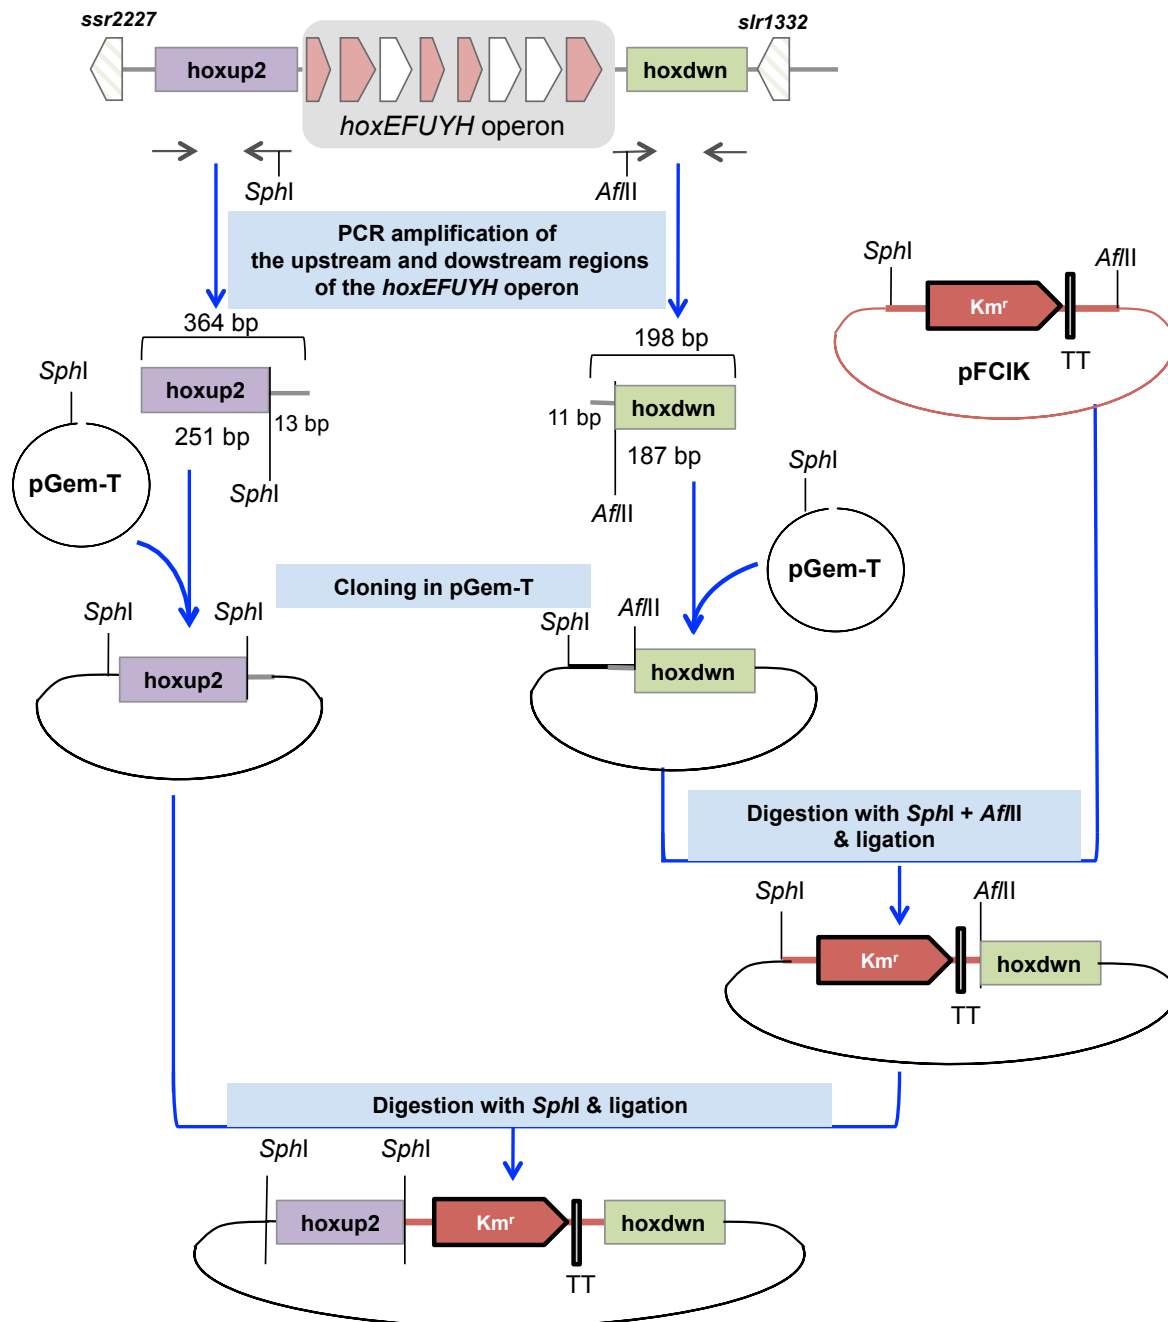 ssr2227
slr1332
hoxup2
hoxdwn
hoxEFUYH operon
SphI
AflII
PCR amplification of
the upstream and dowstream regions
of the hoxEFUYH operon
SphI
AflII
Kmr
TT
pFCIK
364 bp
198 bp
SphI
hoxup2
13 bp
251 bp
SphI
pGem-T
11 bp
hoxdwn
187 bp
AflII
SphI
pGem-T
Cloning in pGem-T
SphI
SphI
hoxup2
SphI
AflII
hoxdwn
Digestion with SphI + AflII
& ligation
SphI
AflII
Kmr
hoxdwn
TT
Digestion with SphI & ligation
SphI
SphI
hoxup2
Kmr
hoxdwn
TT